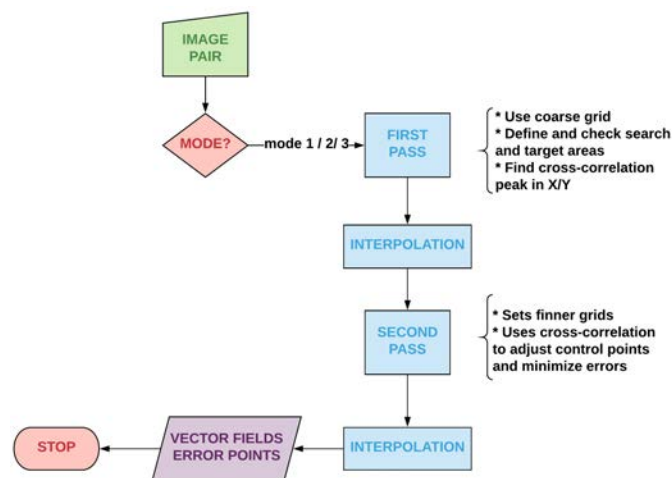 IMAGE
PAIR
MODE?
mode 1 / 2/ 3
FIRST
PASS
* Use coarse grid
* Define and check search
and target areas
* Find cross-correlation
peak in X/Y
INTERPOLATION
SECOND
PASS
* Sets finner grids
* Uses cross-correlation
to adjust control points
and minimize errors
INTERPOLATION
VECTOR FIELDS
ERROR POINTS
STOP